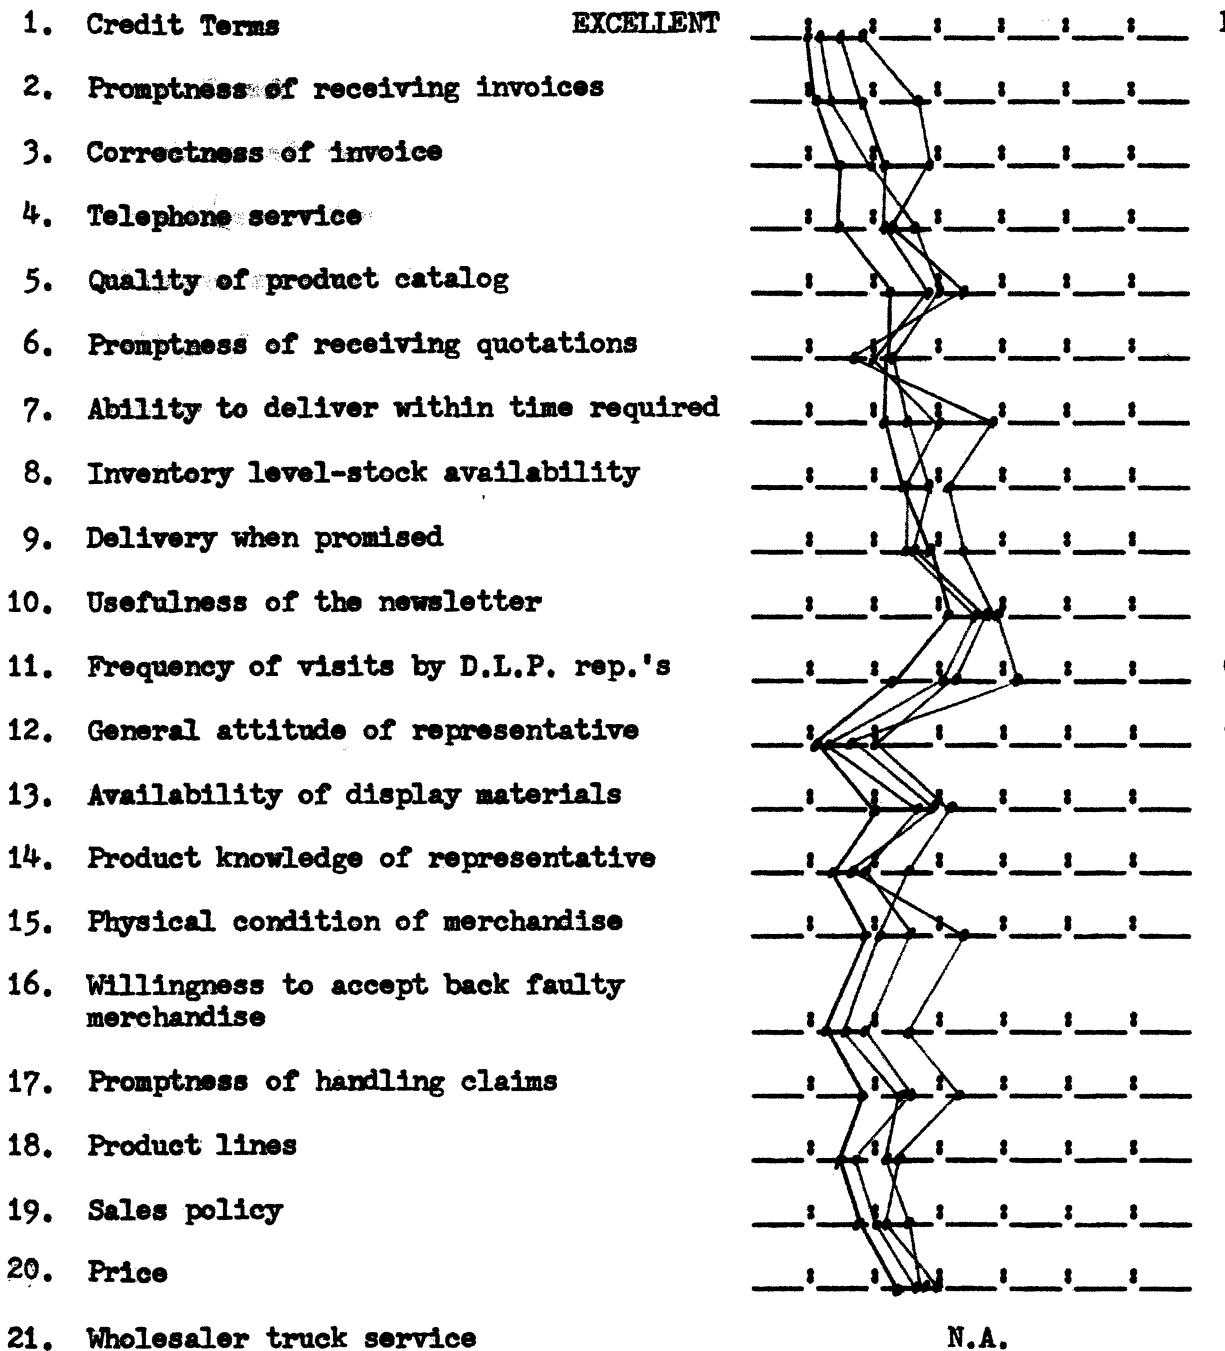 1. Credit Terms EXCELLENT
2. Promptness of receiving invoices
3. Correctness of invoice
4. Telephone service
5. Quality of product catalog
6. Promptness of receiving quotations
7. Ability to deliver within time required
8. Inventory level-stock availability
9. Delivery when promised
10. Usefulness of the newsletter
11. Frequency of visits by D.L.P. rep.'s
12. General attitude of representative
13. Availability of display materials
14. Product knowledge of representative
15. Physical condition of merchandise
16. Willingness to accept back faulty
merchandise
17. Promptness of handling claims
18. Product lines
19. Sales policy
20. Price
21. Wholesaler truck service N.A.